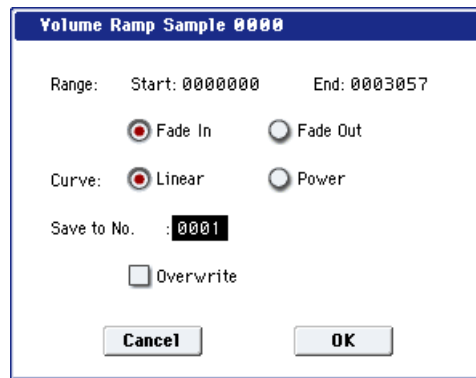 Volume Ramp Sample 0000
Range: Start: 0000000 End: 0003057
Fade In Fade Out
Curve: Linear Power
Save to No. : 0001
Overwrite
Cancel OK